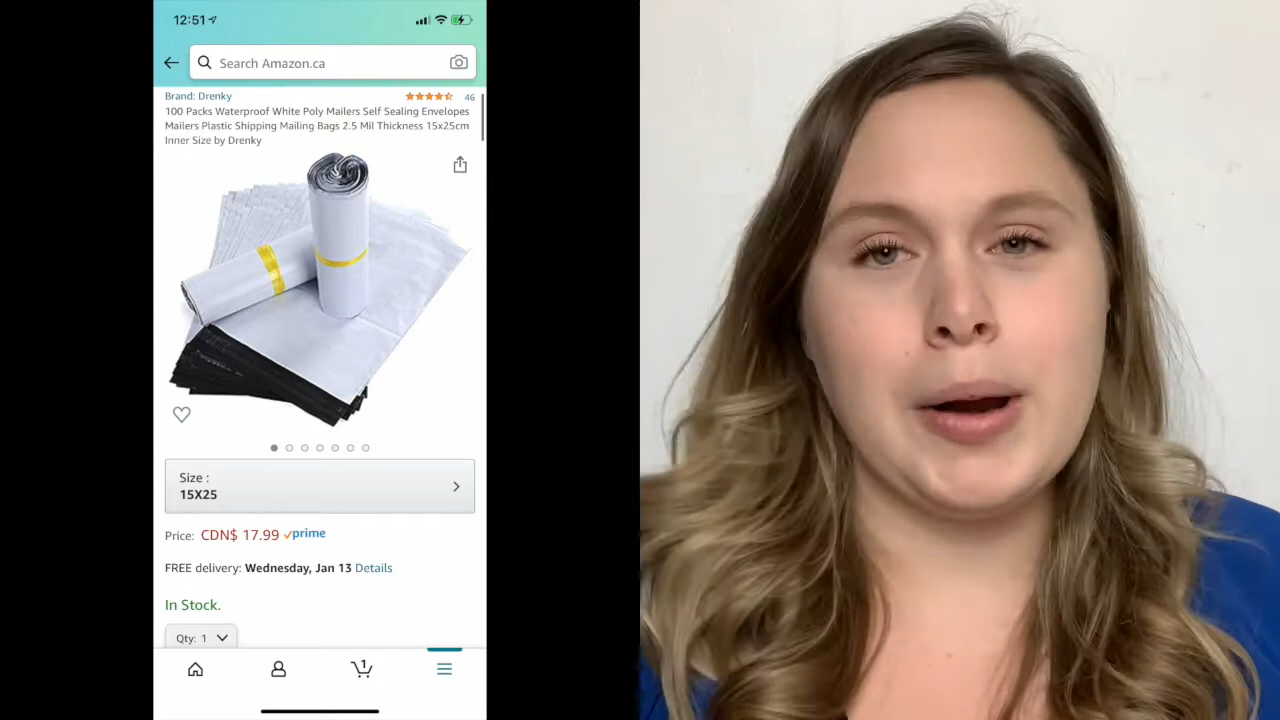 12:51
Search Amazon.ca
Brand: Drenky
46
100 Packs Waterproof White Poly Mailers Self Sealing Envelopes
Mailers Plastic Shipping Mailing Bags 2.5 Mil Thickness 15x25cm
Inner Size by Drenky
Size :
15X25
Price: CDN$ 17.99 prime
FREE delivery: Wednesday, Jan 13 Details
In Stock.
Qty: 1
1